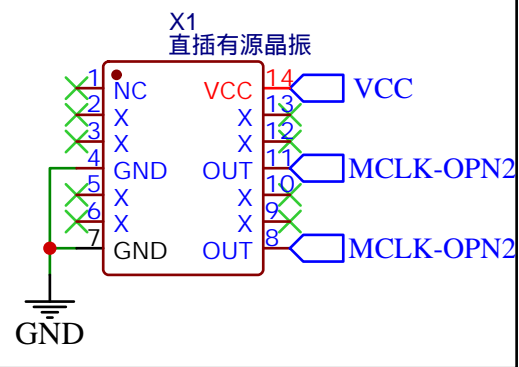 X1
直插有源晶振
1 NC VCC 14 VCC
2 X X 13
3 X X 12
4 GND OUT 11 MCLK-OPN2
5 X X 10
6 X X 9
7 GND OUT 8 MCLK-OPN2
GND